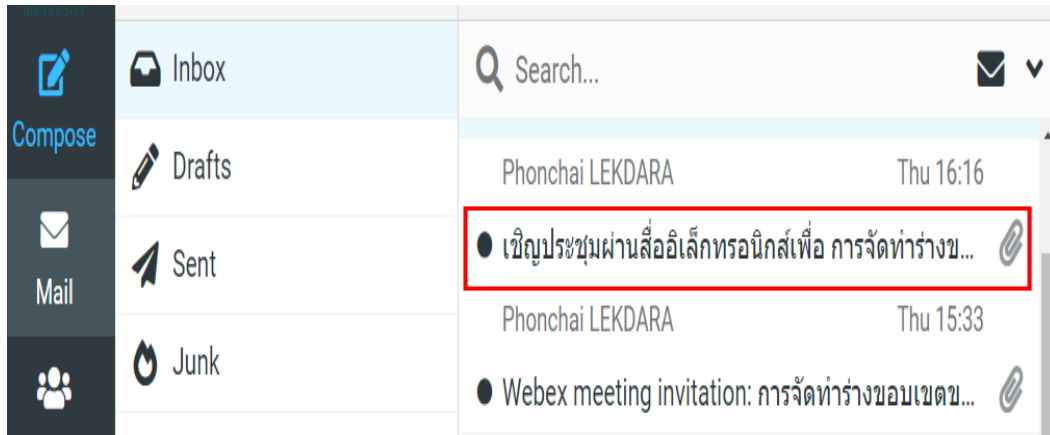 UNIVERSITY
Compose
Mail
Inbox
Drafts
Sent
Junk
Search...
Phonchai LEKDARA Thu 16:16
เชิญประชุมผ่านสื่ออิเล็กทรอนิกส์เพื่อ การจัดทำร่างข...
Phonchai LEKDARA Thu 15:33
Webex meeting invitation: การจัดทำร่างขอบเขตข...